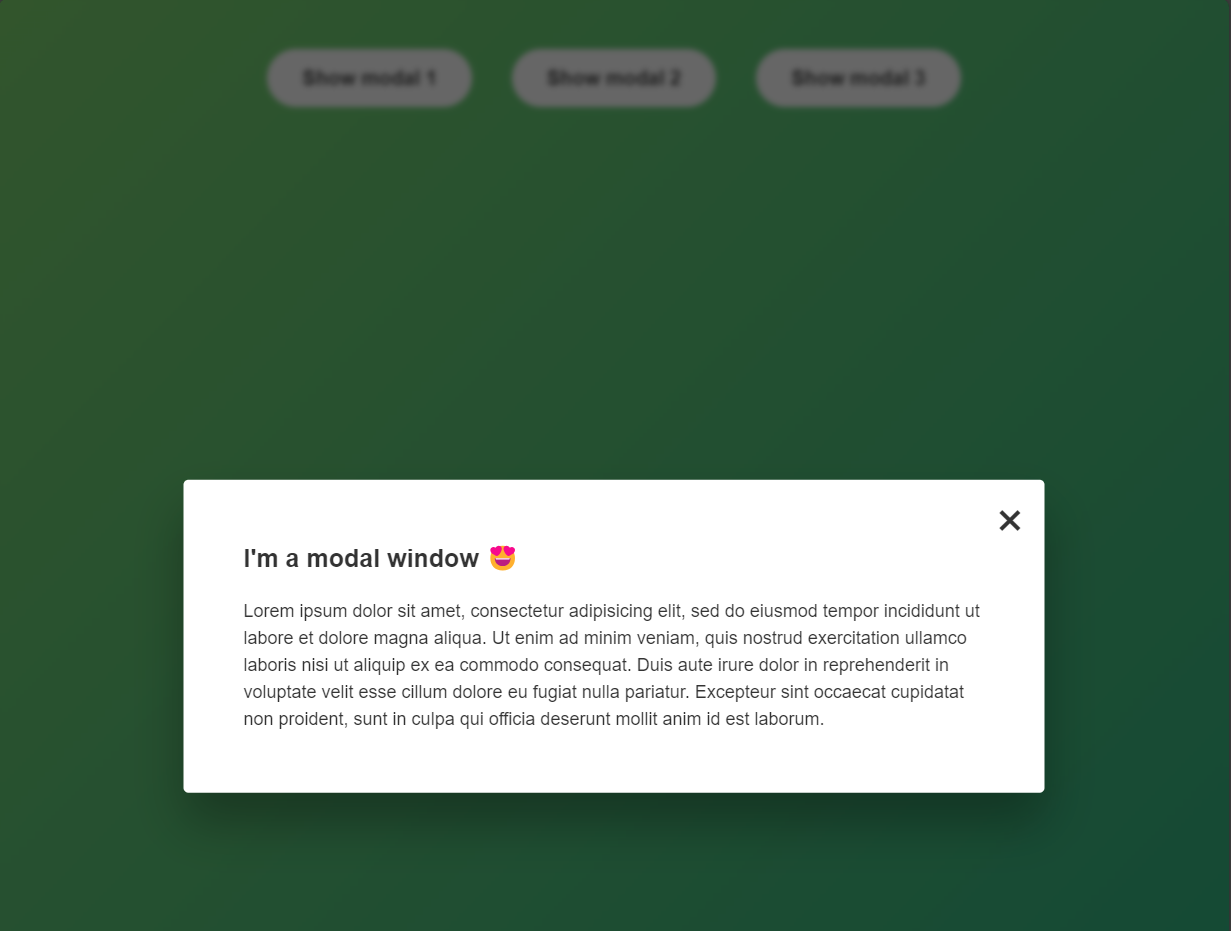 Show modal 1 Show modal 2 Show modal 3
I'm a modal window 😍
Lorem ipsum dolor sit amet, consectetur adipisicing elit, sed do eiusmod tempor incididunt ut
labore et dolore magna aliqua. Ut enim ad minim veniam, quis nostrud exercitation ullamco
laboris nisi ut aliquip ex ea commodo consequat. Duis aute irure dolor in reprehenderit in
voluptate velit esse cillum dolore eu fugiat nulla pariatur. Excepteur sint occaecat cupidatat
non proident, sunt in culpa qui officia deserunt mollit anim id est laborum.